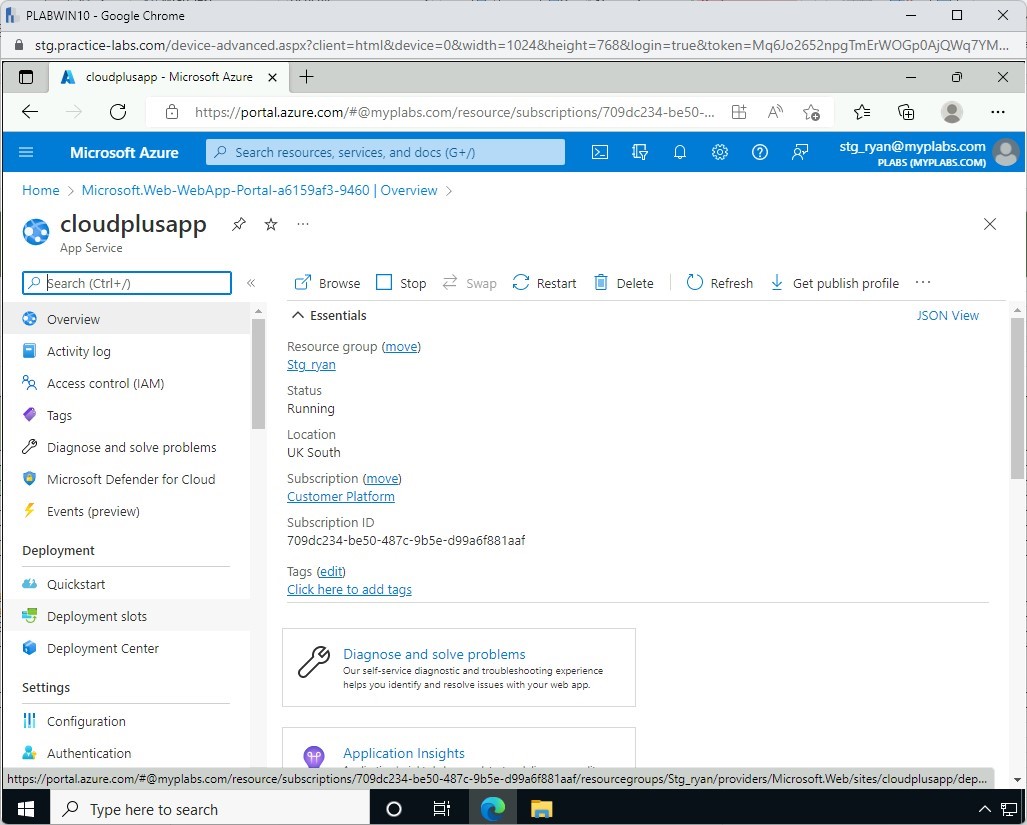 PLABWIN10 - Google Chrome
stg.practice-labs.com/device-advanced.aspx?client=html&device=0&width=1024&height=768&login=true&token=Mq6Jo2652npgTmErWOGp0AjQWq7YM...
cloudplusapp - Microsoft Azure
https://portal.azure.com/#@myplabs.com/resource/subscriptions/709dc234-be50-...
Microsoft Azure
Search resources, services, and docs (G+/)
stg_ryan@myplabs.com
PLABS (MYPLABS.COM)
Home > Microsoft.Web-WebApp-Portal-a6159af3-9460 | Overview >
cloudplusapp
App Service
Search (Ctrl+/)
Browse Stop Swap Restart Delete Refresh Get publish profile ...
Overview
Activity log
Access control (IAM)
Tags
Diagnose and solve problems
Microsoft Defender for Cloud
Events (preview)
Deployment
Quickstart
Deployment slots
Deployment Center
Settings
Configuration
Authentication
Essentials
JSON View
Resource group (move)
Stg_ryan
Status
Running
Location
UK South
Subscription (move)
Customer Platform
Subscription ID
709dc234-be50-487c-9b5e-d99a6f881aaf
Tags (edit)
Click here to add tags
Diagnose and solve problems
Our self-service diagnostic and troubleshooting experience
helps you identify and resolve issues with your web app.
Application Insights
https://portal.azure.com/#@myplabs.com/resource/subscriptions/709dc234-be50-487c-9b5e-d99a6f881aaf/resourcegroups/Stg_ryan/providers/Microsoft.Web/sites/cloudplusapp/dep...
Type here to search